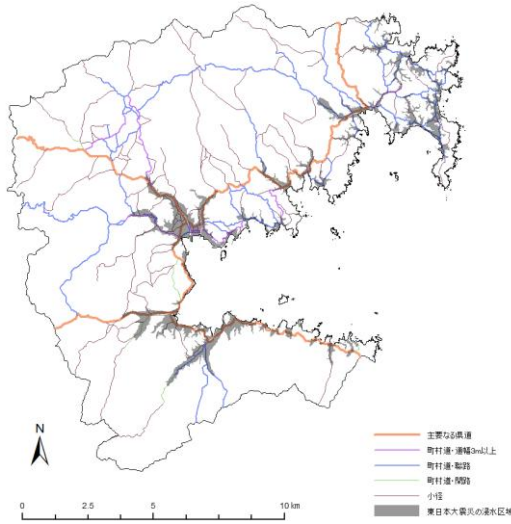 N
0
2.5
5
10 km
主要なる県道
町村道・道幅3m以上
町村道・聯路
町村道・間路
小径
東日本大震災の浸水区域